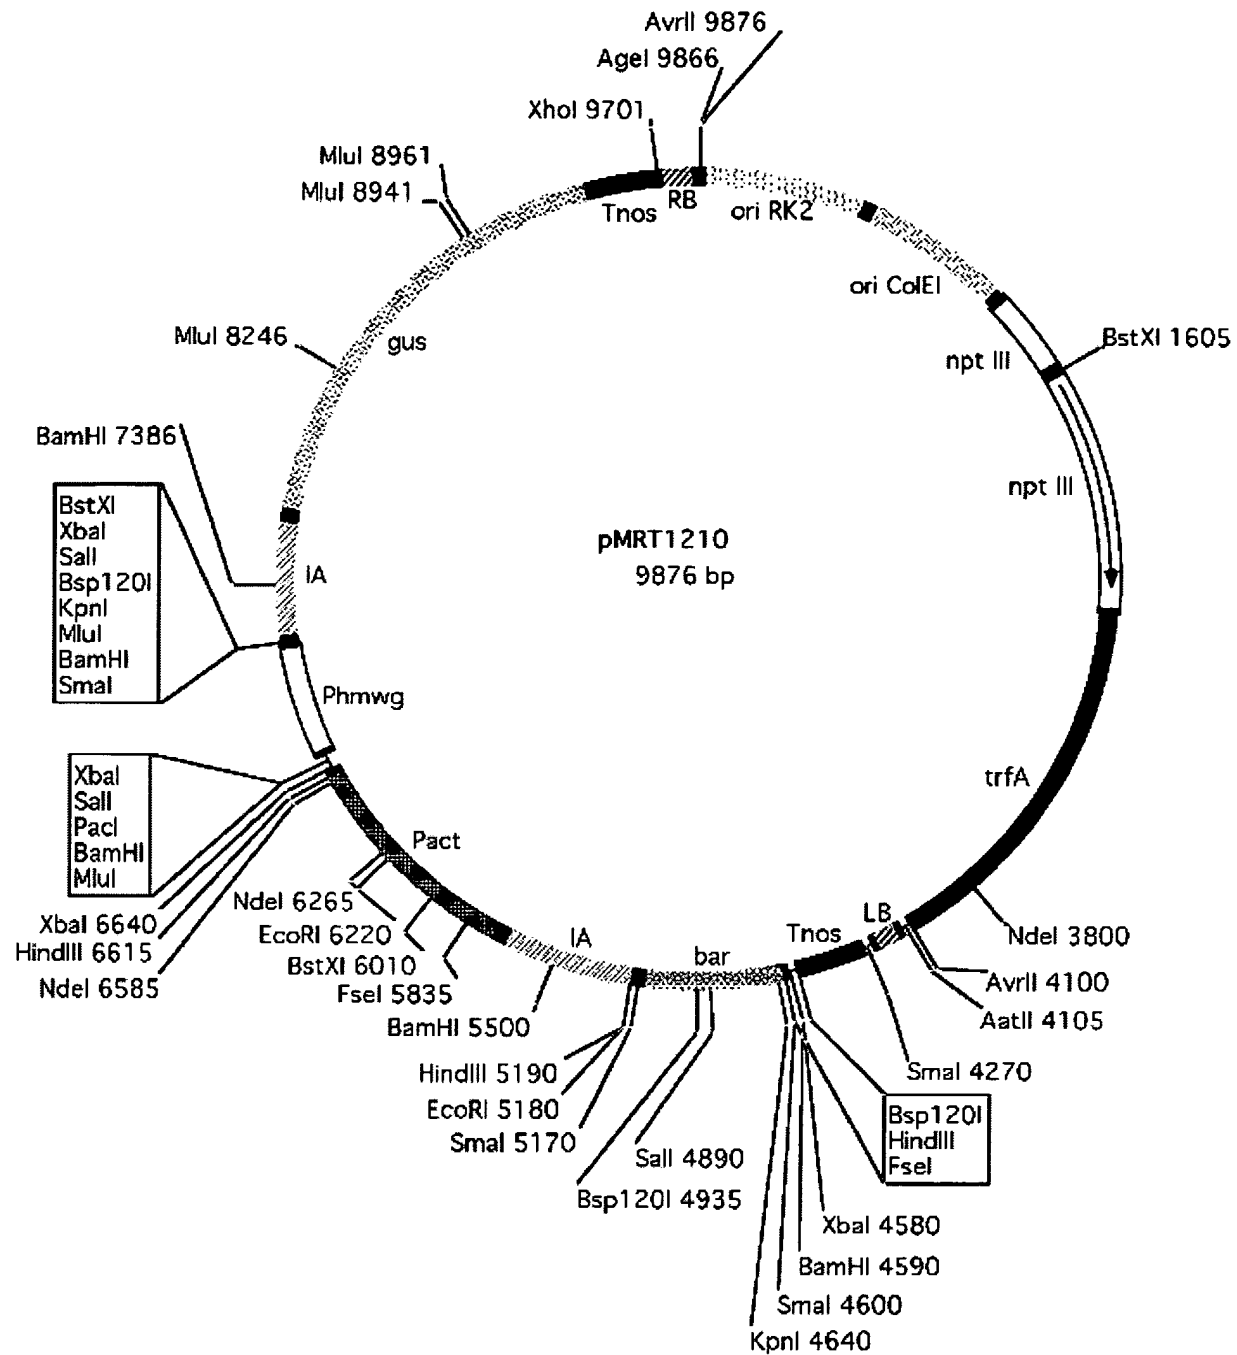 AvrII 9876
AgeI 9866
XhoI 9701
MluI 8961
MluI 8941
Tnos
RB
ori RK2
ori ColEI
MluI 8246
gus
npt III
BstXI 1605
BamHI 7386
npt III
BstXI
XbaI
SalI
Bsp120I
KpnI
MluI
BamHI
SmaI
pMRT1210
9876 bp
IA
Phmwg
XbaI
SalI
PacI
BamHI
MluI
trfA
Pact
XbaI 6640
HindIII 6615
NdeI 6585
NdeI 6265
EcoRI 6220
BstXI 6010
FseI 5835
BamHI 5500
IA
bar
Tnos
LB
NdeI 3800
AvrII 4100
AatII 4105
SmaI 4270
HindIII 5190
EcoRI 5180
SmaI 5170
SalI 4890
Bsp120I 4935
Bsp120I
HindIII
FseI
XbaI 4580
BamHI 4590
SmaI 4600
KpnI 4640